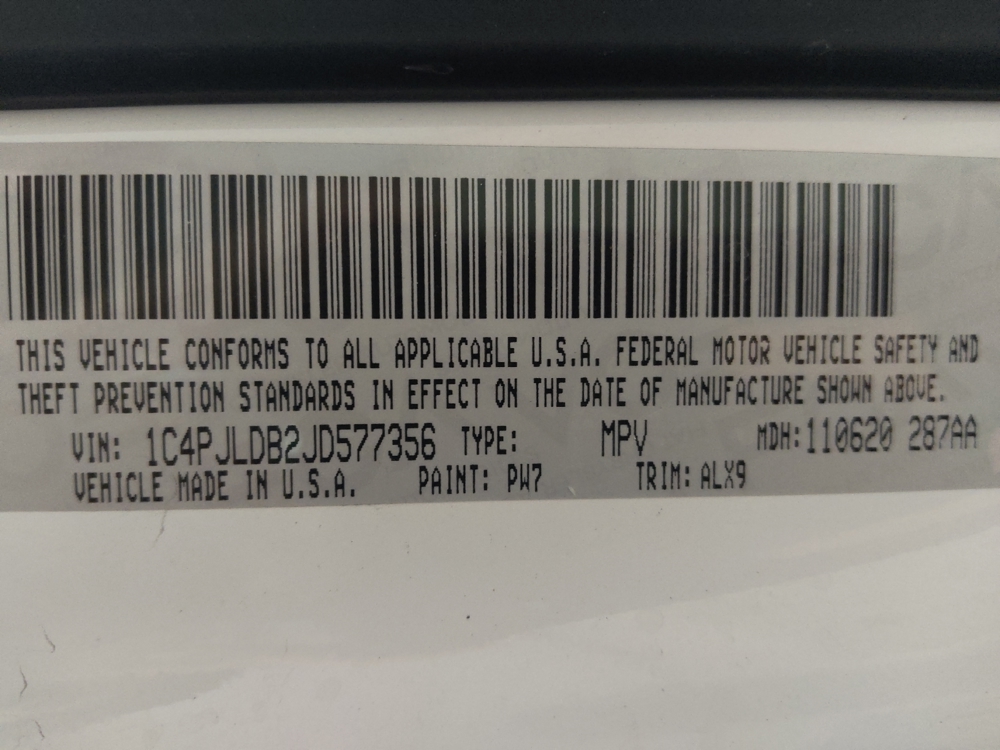 THIS VEHICLE CONFORMS TO ALL APPLICABLE U.S.A. FEDERAL MOTOR VEHICLE SAFETY AND
THEFT PREVENTION STANDARDS IN EFFECT ON THE DATE OF MANUFACTURE SHOWN ABOVE.
VIN: 1C4PJLDB2JD577356 TYPE: MPV MDH: 110620 287AA
VEHICLE MADE IN U.S.A. PAINT: PW7 TRIM: ALX9